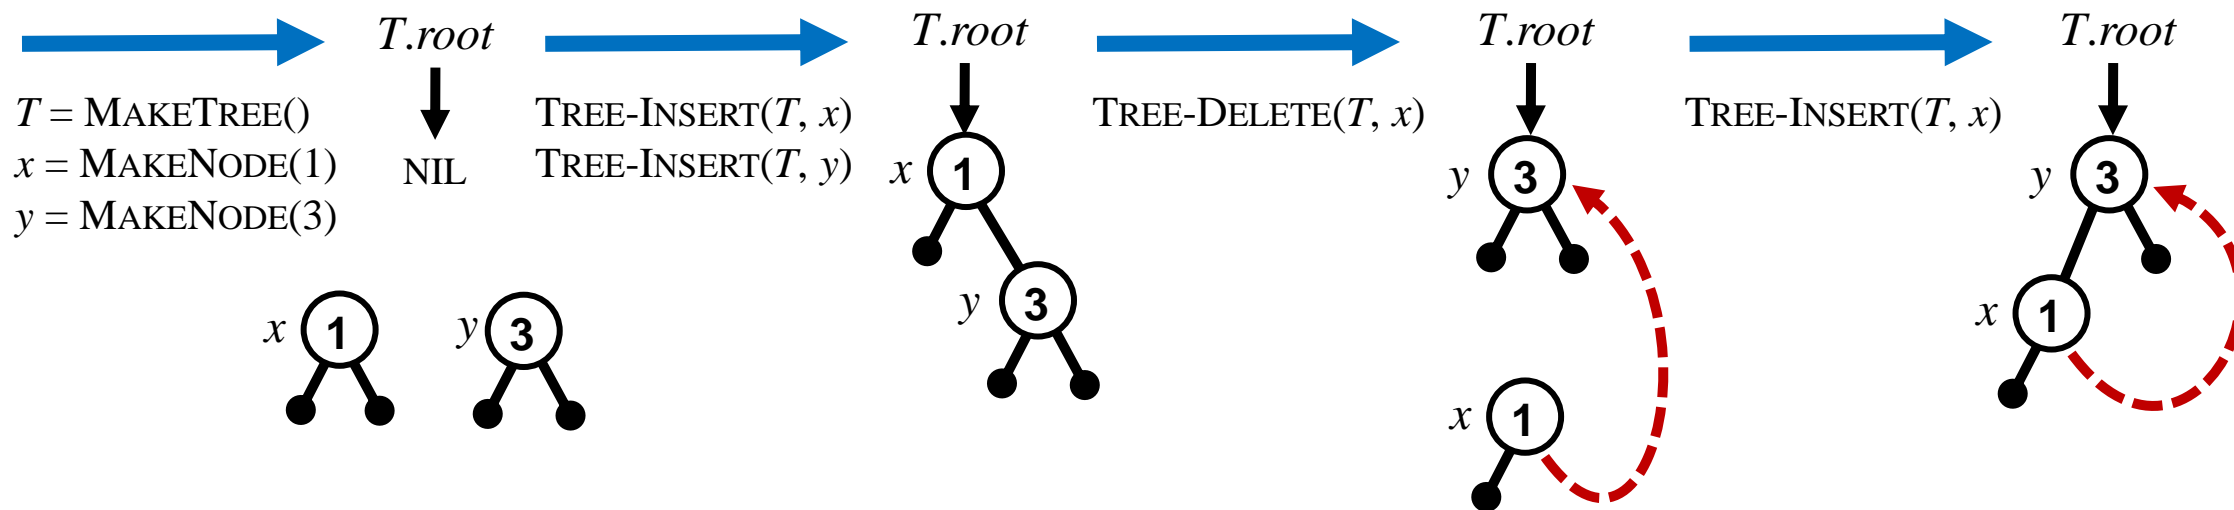 T.root
T = MAKETREE()
x = MAKENODE(1)
y = MAKENODE(3)
NIL
x 1
y 3
TREE-INSERT(T, x)
TREE-INSERT(T, y)
T.root
x 1
y 3
TREE-DELETE(T, x)
T.root
y 3
x 1
TREE-INSERT(T, x)
T.root
y 3
x 1